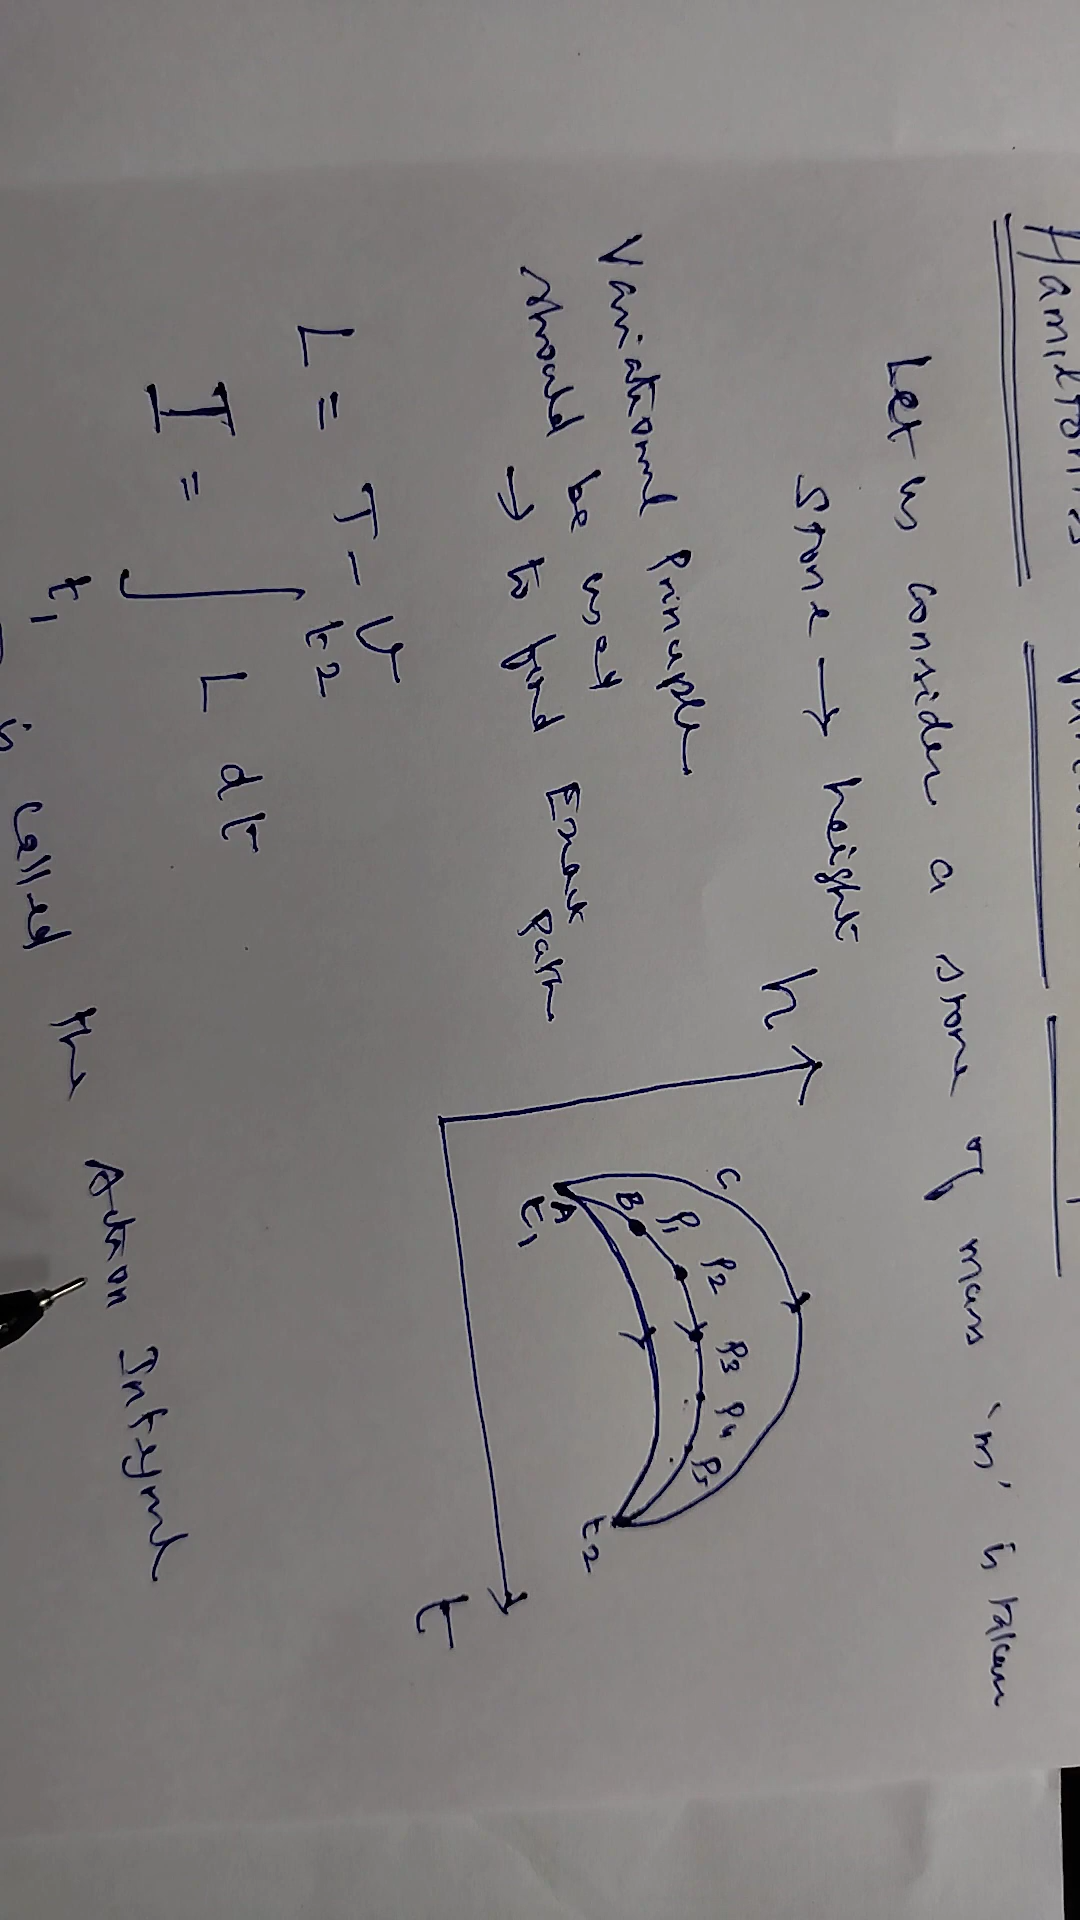 Hamilton's
Let us consider a stone of mass 'm' is taken
Stone → height
Variational Principle
should be used
→ to find Exact Path
h
C
P1 P2 P3 P4 P5
B
A
t1
t2
t
L = T - V
I = ∫ t1 t2 L dt
is called the Action Integral